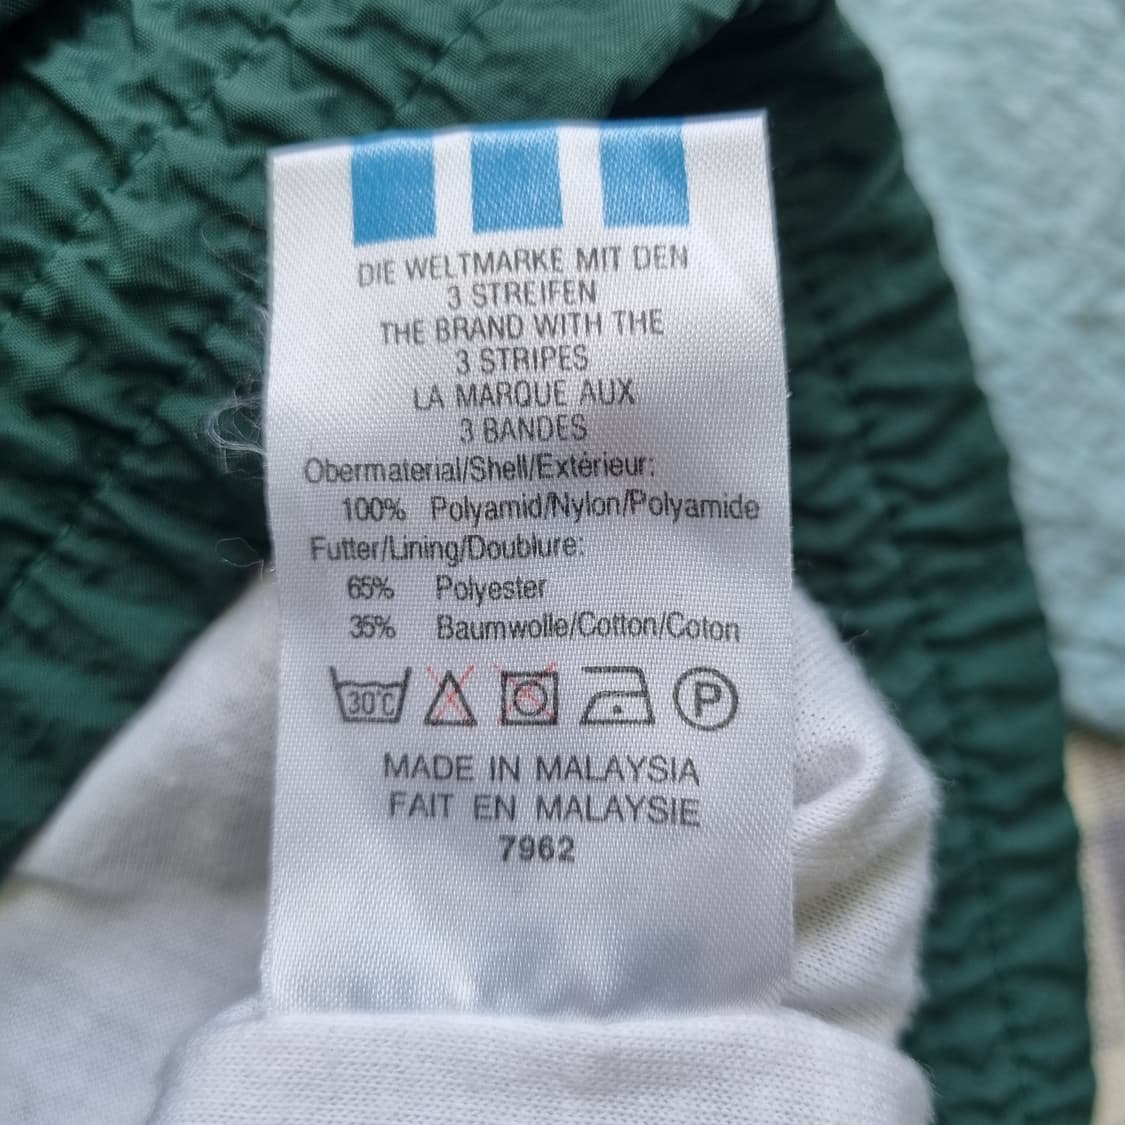 DIE WELTMARKE MIT DEN
3 STREIFEN
THE BRAND WITH THE
3 STRIPES
LA MARQUE AUX
3 BANDES
Obermaterial/Shell/Extérieur:
100% Polyamid/Nylon/Polyamide
Futter/Lining/Doublure:
65% Polyester
35% Baumwolle/Cotton/Coton
30°C P
MADE IN MALAYSIA
FAIT EN MALAYSIE
7962